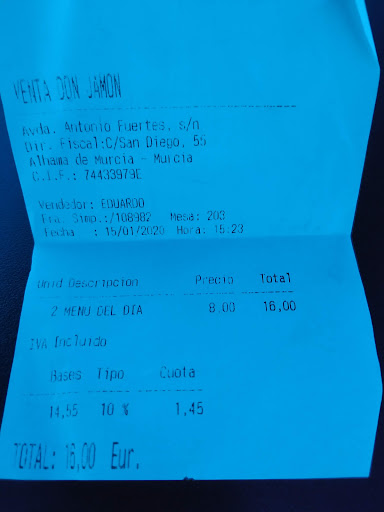 VENTA DON JAMON
Avda. Antonio Fuertes, s/n
Dir. Fiscal:C/San Diego, 55
Alhama de Murcia - Murcia
C.I.F.: 74433979E
Vendedor: EDUARDO
Fra. Simp.:/108982 Mesa: 203
Fecha : 15/01/2020 Hora: 15.23
Unid Descripcion Precio Total
2 MENU DEL DIA 8.00 16,00
IVA Incluido
Bases Tipo Cuota
14,55 10 % 1,45
TOTAL: 16,00 Eur.